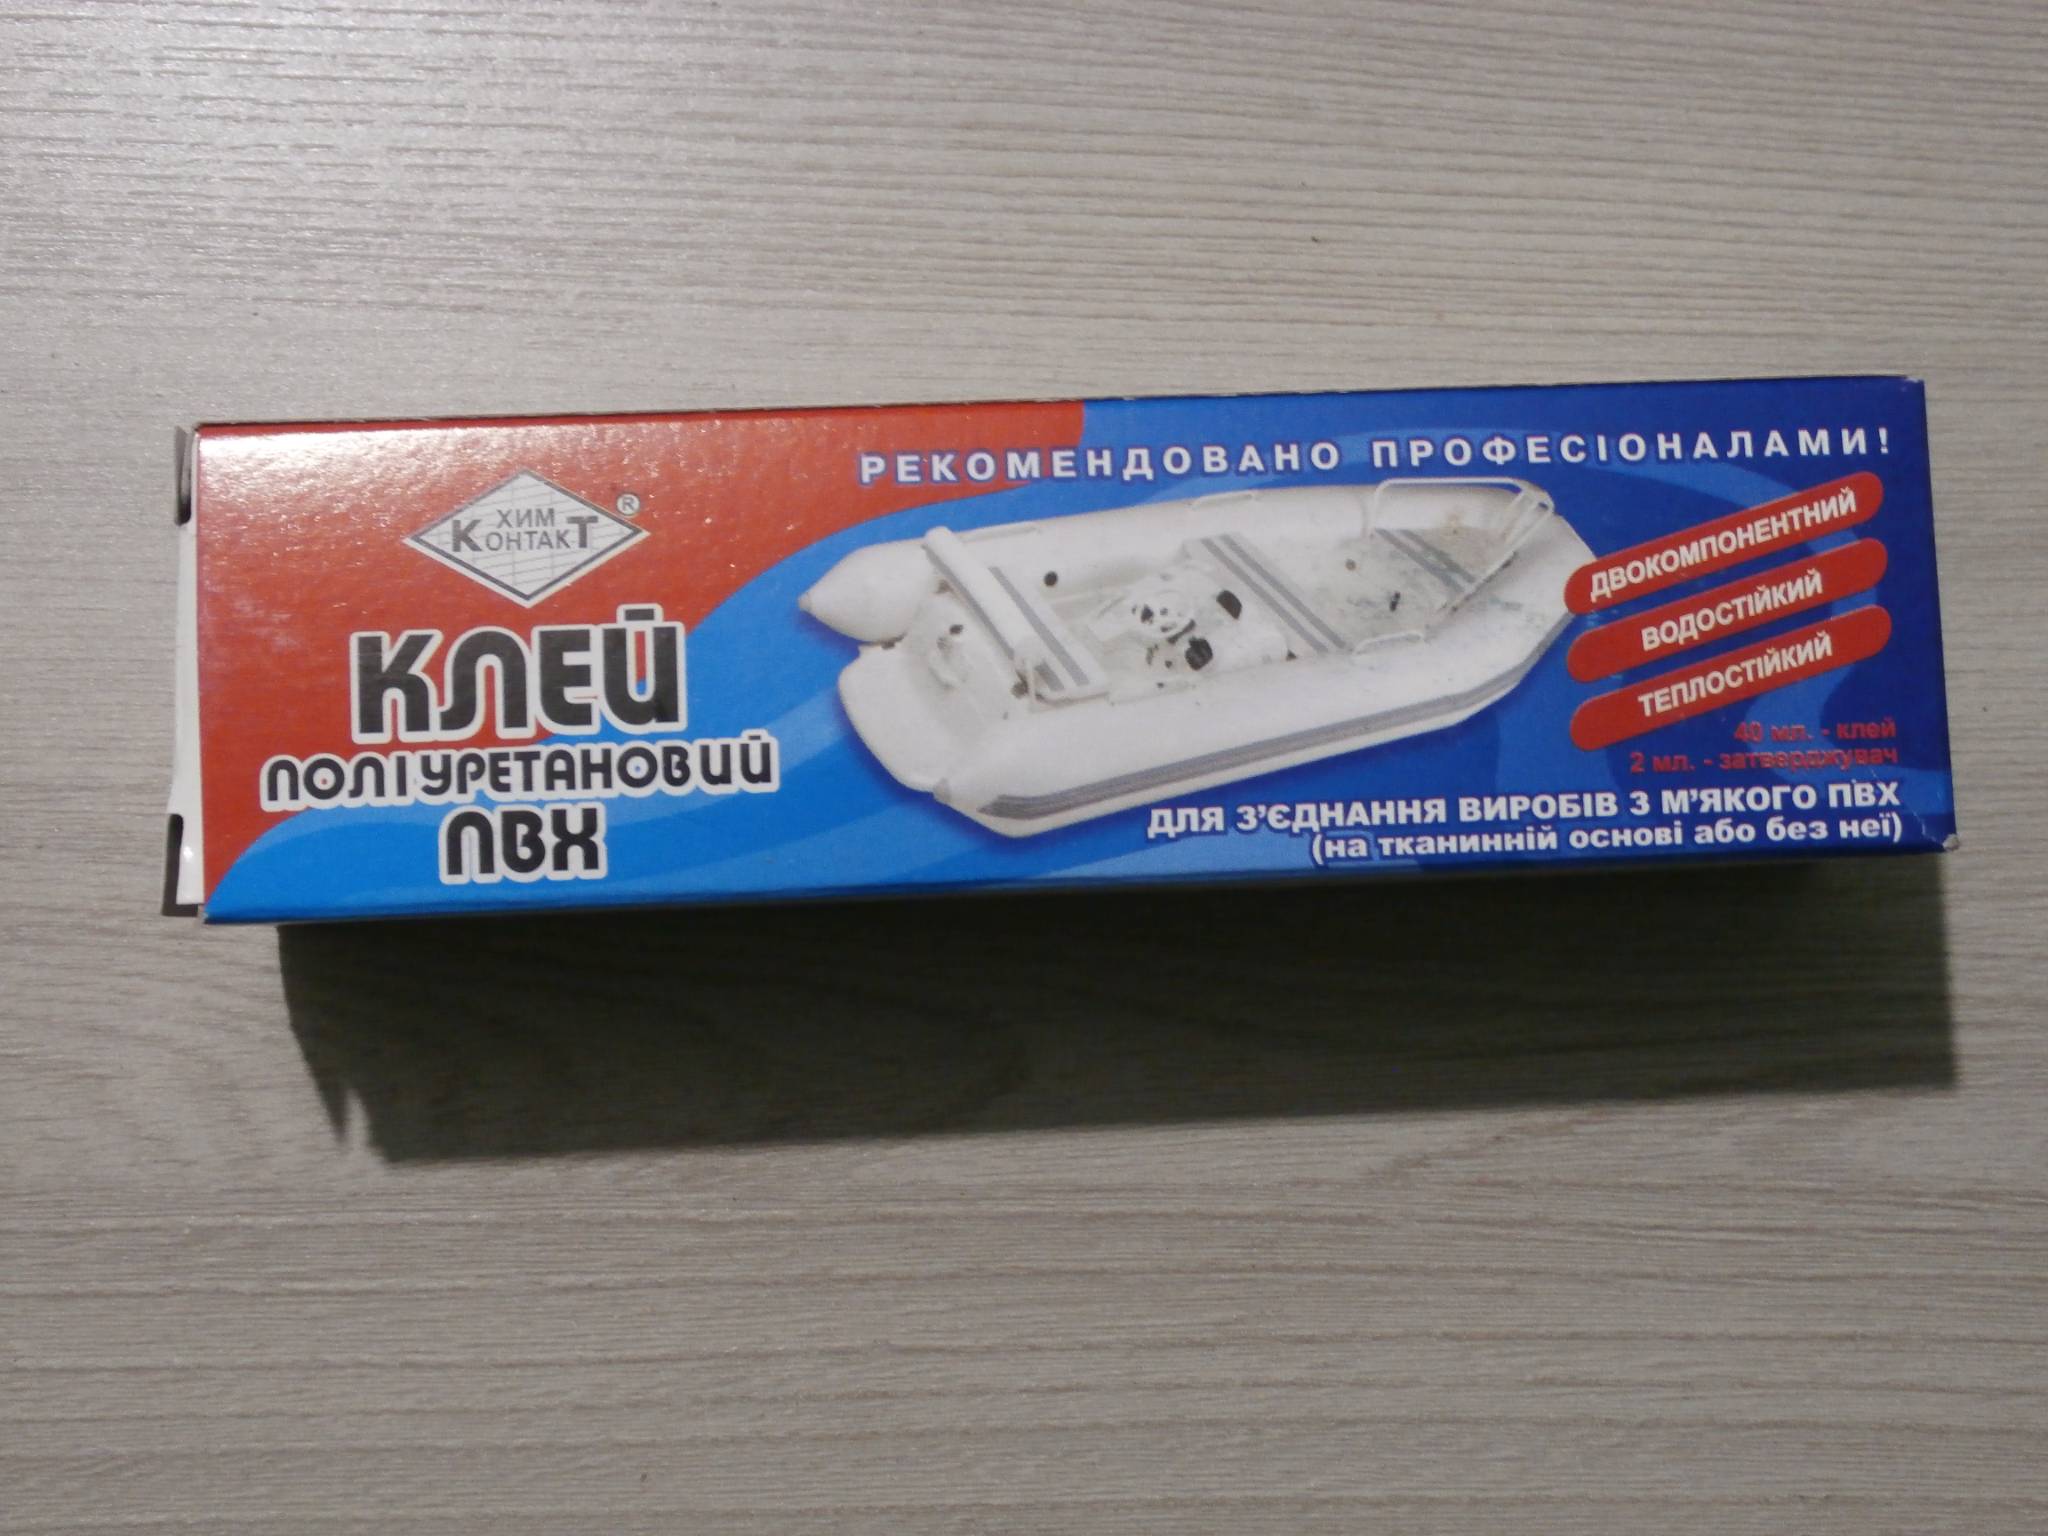 ХИМ
КОНТАКТ
®
КЛЕЙ
ПОЛІУРЕТАНОВИЙ
ПВХ
РЕКОМЕНДОВАНО ПРОФЕСІОНАЛАМИ!
ДВОКОМПОНЕНТНИЙ
ВОДОСТІЙКИЙ
ТЕПЛОСТІЙКИЙ
40 мл. - клей
2 мл. - затверджувач
ДЛЯ З'ЄДНАННЯ ВИРОБІВ З М'ЯКОГО ПВХ
(на тканинній основі або без неї)